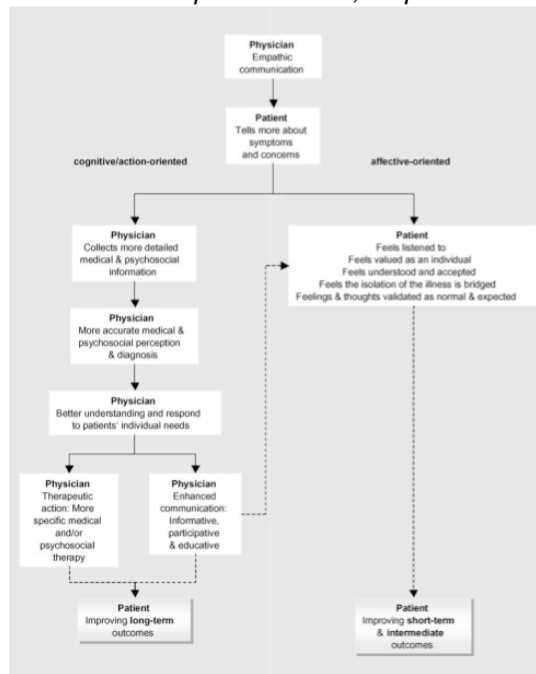 Physician
Empathic
communication
Patient
Tells more about
symptoms
and concerns
cognitive/action-oriented
affective-oriented
Physician
Collects more detailed
medical & psychosocial
information
Patient
Feels listened to
Feels valued as an individual
Feels understood and accepted
Feels the isolation of the illness is bridged
Feelings & thoughts validated as normal & expected
Physician
More accurate medical &
psychosocial perception
& diagnosis
Physician
Better understanding and respond
to patients' individual needs
Physician
Therapeutic
action: More
specific medical
and/or
psychosocial
therapy
Physician
Enhanced
communication:
Informative,
participative
& educative
Patient
Improving long-term
outcomes
Patient
Improving short-term
& intermediate
outcomes